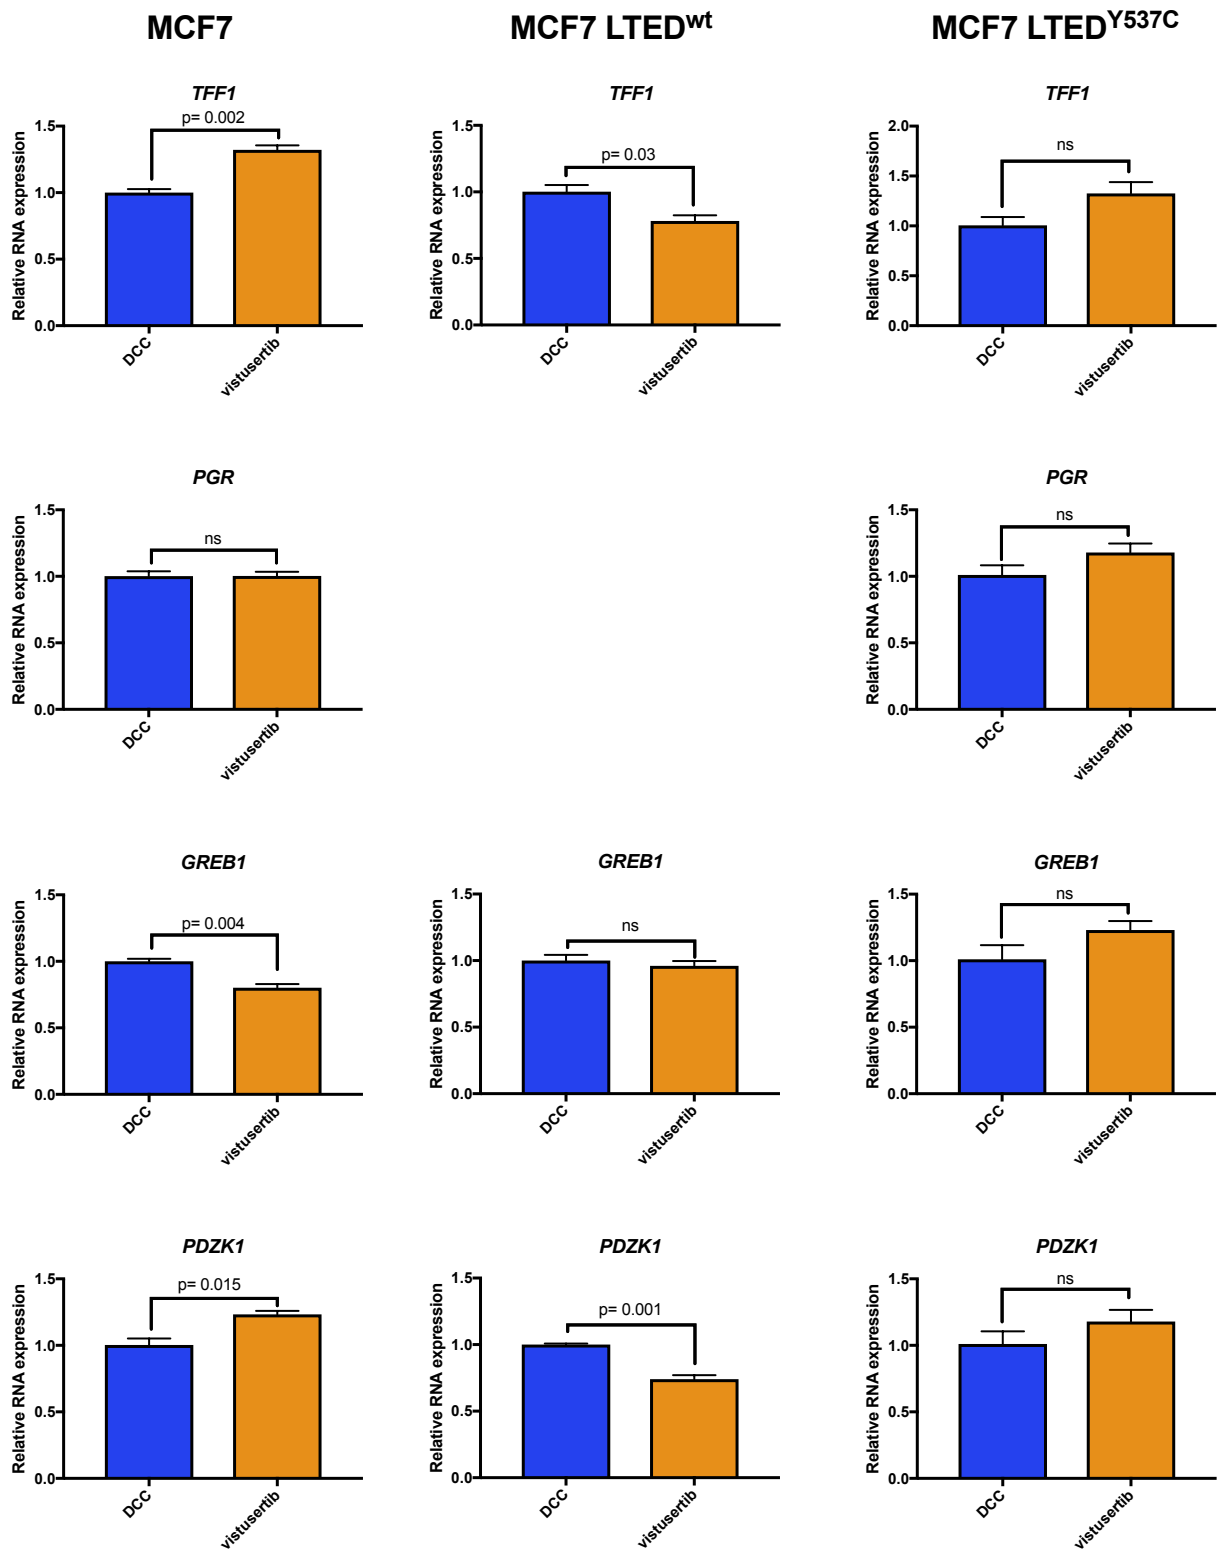 MCF7
MCF7 LTEDwt
MCF7 LTEDY537C
TFF1
p= 0.002
Relative RNA expression
1.5
1.0
0.5
0.0
DCC
vistusertib
TFF1
p= 0.03
Relative RNA expression
1.5
1.0
0.5
0.0
DCC
vistusertib
TFF1
ns
Relative RNA expression
2.0
1.5
1.0
0.5
0.0
DCC
vistusertib
PGR
ns
Relative RNA expression
1.5
1.0
0.5
0.0
DCC
vistusertib
PGR
ns
Relative RNA expression
1.5
1.0
0.5
0.0
DCC
vistusertib
GREB1
p= 0.004
Relative RNA expression
1.5
1.0
0.5
0.0
DCC
vistusertib
GREB1
ns
Relative RNA expression
1.5
1.0
0.5
0.0
DCC
vistusertib
GREB1
ns
Relative RNA expression
1.5
1.0
0.5
0.0
DCC
vistusertib
PDZK1
p= 0.015
Relative RNA expression
1.5
1.0
0.5
0.0
DCC
vistusertib
PDZK1
p= 0.001
Relative RNA expression
1.5
1.0
0.5
0.0
DCC
vistusertib
PDZK1
ns
Relative RNA expression
1.5
1.0
0.5
0.0
DCC
vistusertib